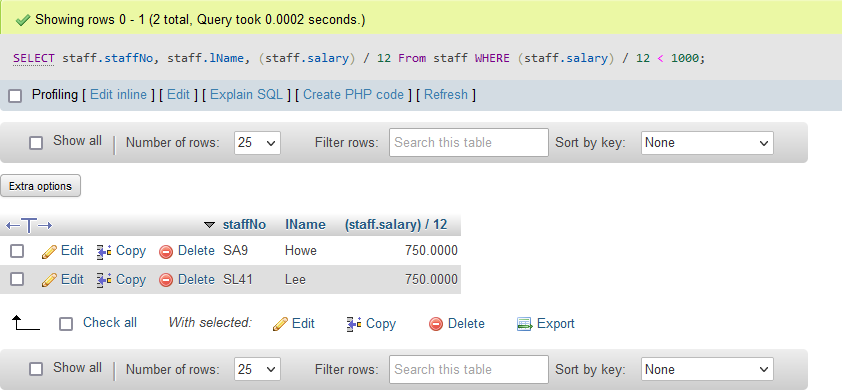 Showing rows 0 - 1 (2 total, Query took 0.0002 seconds.)
SELECT staff.staffNo, staff.lName, (staff.salary) / 12 From staff WHERE (staff.salary) / 12 < 1000;
Profiling [ Edit inline ] [ Edit ] [ Explain SQL ] [ Create PHP code ] [ Refresh ]
Show all Number of rows: 25 Filter rows: Search this table Sort by key: None
Extra options
←T→ staffNo lName (staff.salary) / 12
Edit Copy Delete SA9 Howe 750.0000
Edit Copy Delete SL41 Lee 750.0000
Check all With selected: Edit Copy Delete Export
Show all Number of rows: 25 Filter rows: Search this table Sort by key: None